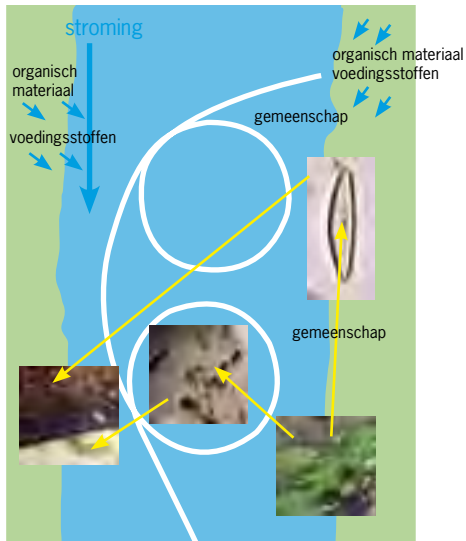 stroming
organisch
materiaal
voedingsstoffen
organisch materiaal
voedingsstoffen
gemeenschap
gemeenschap